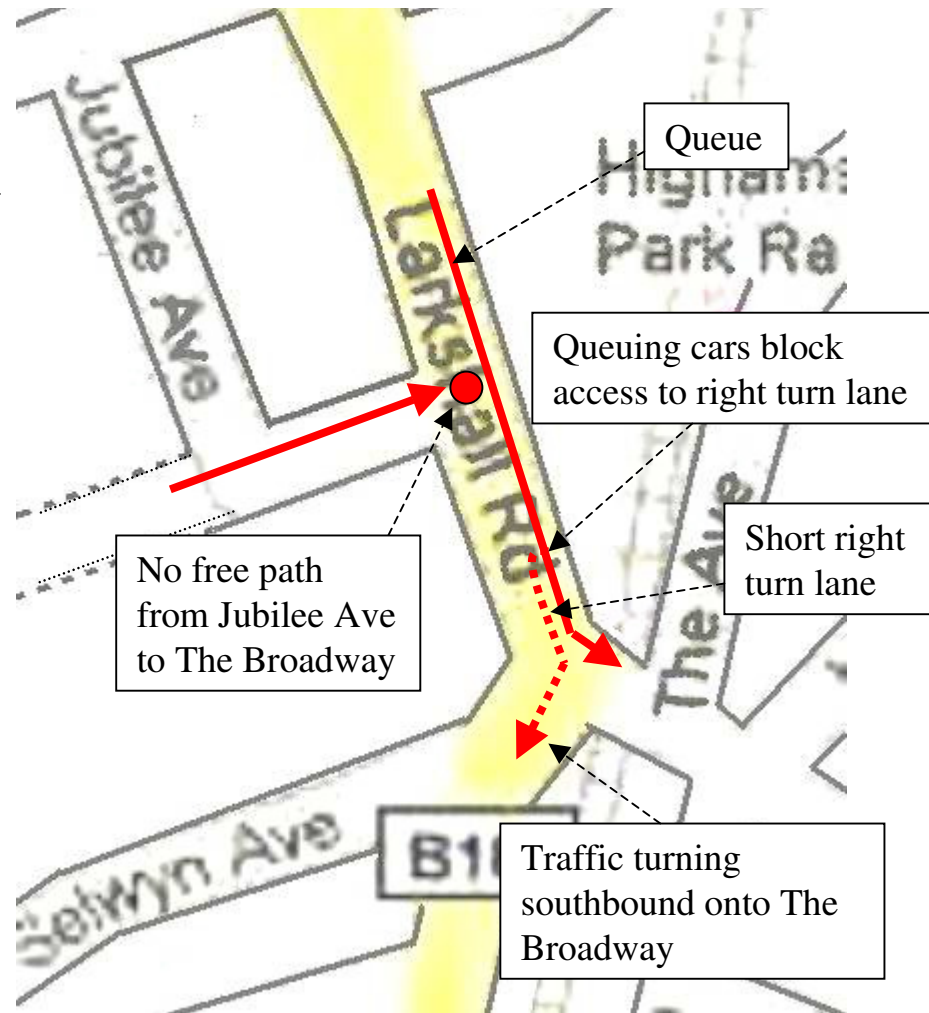 Jubilee Ave
Queue
Park Ra
Larkshall Rd
Queuing cars block
access to right turn lane
Short right
turn lane
The Ave
No free path
from Jubilee Ave
to The Broadway
Selwyn Ave
Traffic turning
southbound onto The
Broadway